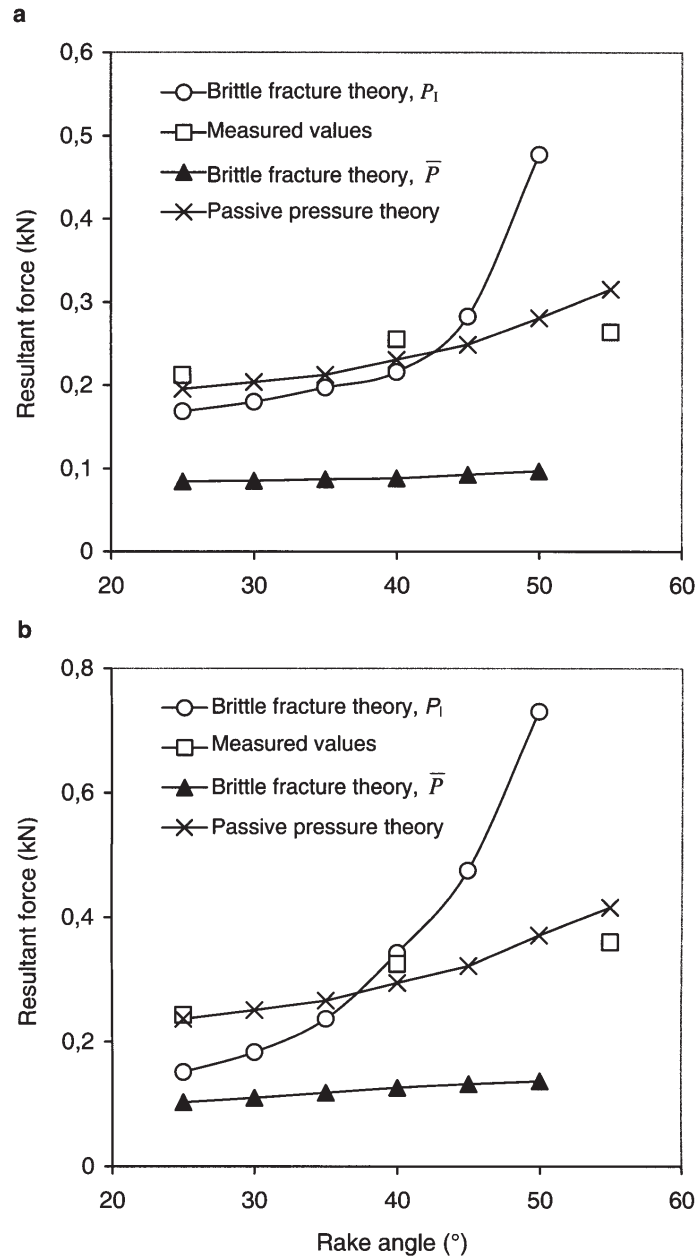 a
0,6
0,5
0,4
0,3
0,2
0,1
0
Resultant force (kN)
Brittle fracture theory, P_I
Measured values
Brittle fracture theory, P̅
Passive pressure theory
20 30 40 50 60
b
0,8
0,6
0,4
0,2
0
Resultant force (kN)
Brittle fracture theory, P_I
Measured values
Brittle fracture theory, P̅
Passive pressure theory
20 30 40 50 60
Rake angle (°)